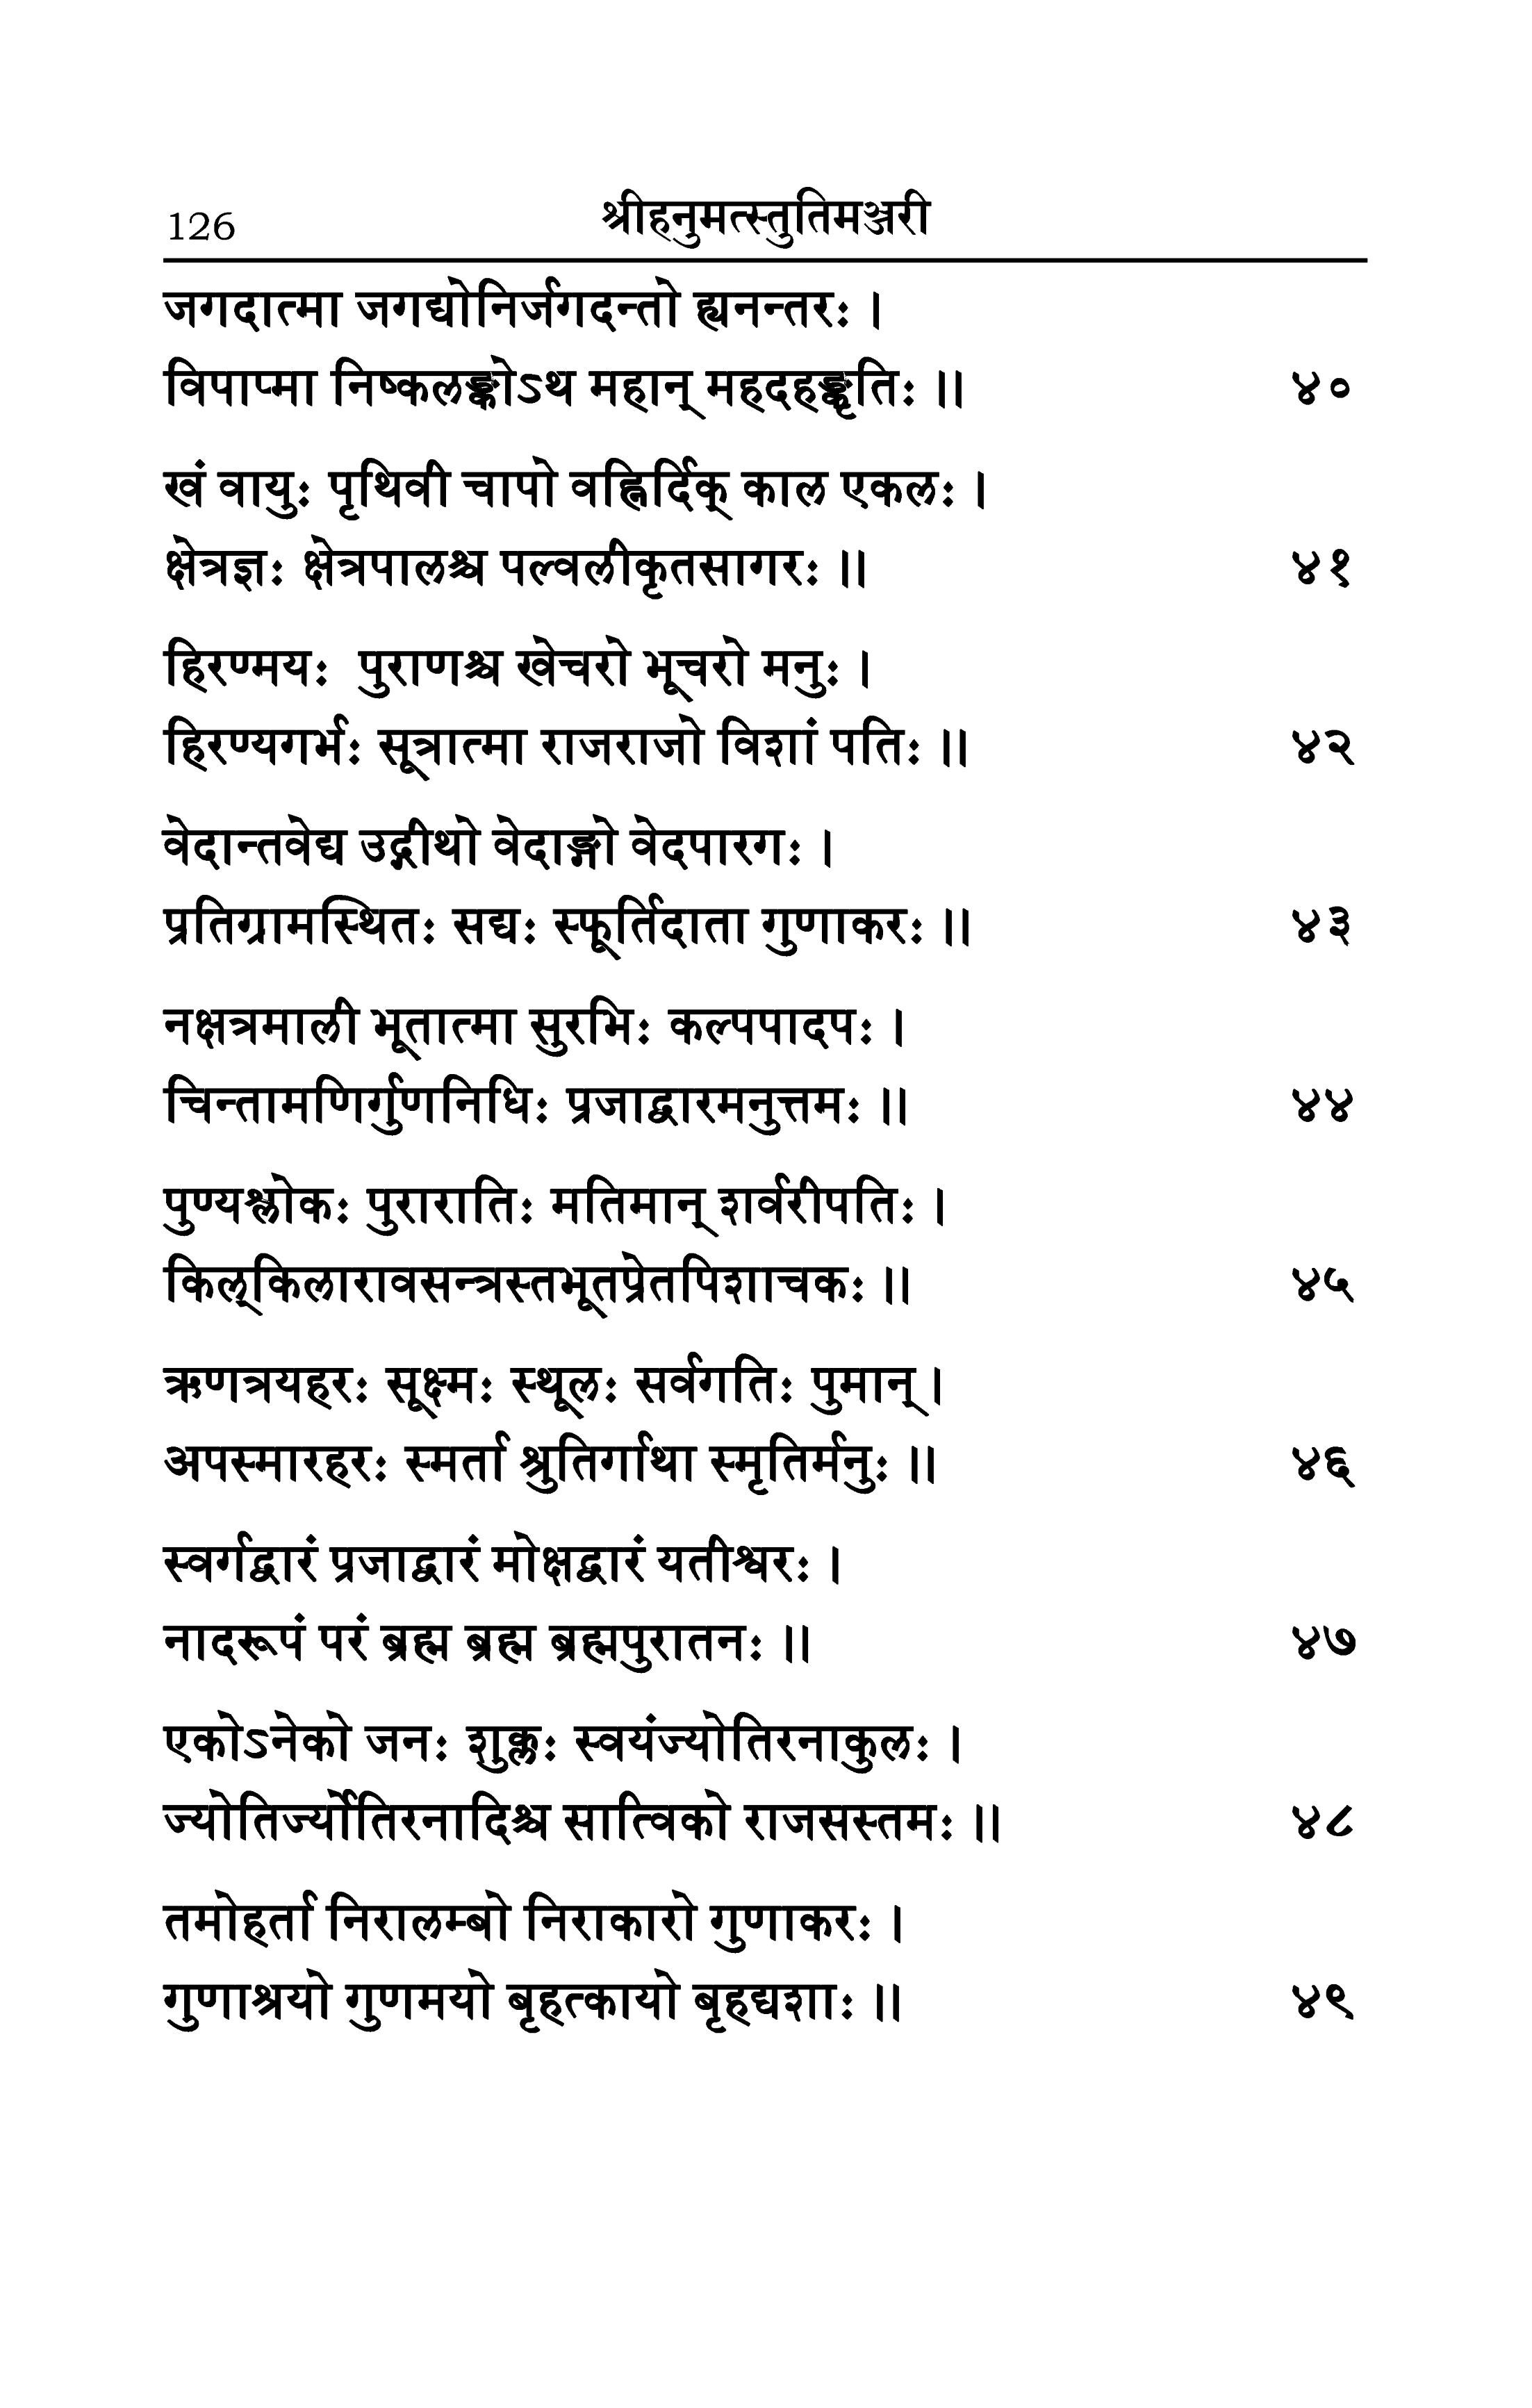 126 श्रीहनुमत्स्तुतिमञ्जरी
जगदात्मा जगद्योनिर्जगदन्तो ह्यनन्तरः ।
विपाप्मा निष्कलङ्कोऽथ महान् महदहङ्कृतिः ॥ ४०
खं वायुः पृथिवी चापो वह्निर्दिक् काल एकलः ।
क्षेत्रज्ञः क्षेत्रपालश्च पल्वलीकृतसागरः ॥ ४१
हिरण्मयः पुराणश्च खेचरो भूचरो मनुः ।
हिरण्यगर्भः सूत्रात्मा राजराजो विशां पतिः ॥ ४२
वेदान्तवेद्य उद्गीथो वेदाङ्गो वेदपारगः ।
प्रतिग्रामस्थितः सद्यः स्फूर्तिदाता गुणाकरः ॥ ४३
नक्षत्रमाली भूतात्मा सुरभिः कल्पपादपः ।
चिन्तामणिर्गुणनिधिः प्रजाद्वारमनुत्तमः ॥ ४४
पुण्यश्लोकः पुरारातिः मतिमान् शर्वरीपतिः ।
किल्किलारावसन्त्रस्तभूतप्रेतपिशाचकः ॥ ४५
ऋणत्रयहरः सूक्ष्मः स्थूलः सर्वगतिः पुमान् ।
अपस्मारहरः स्मर्ता श्रुतिर्गाथा स्मृतिर्मनुः ॥ ४६
स्वर्गद्वारं प्रजाद्वारं मोक्षद्वारं यतीश्वरः ।
नादरूपं परं ब्रह्म ब्रह्म ब्रह्मपुरातनः ॥ ४७
एकोऽनेको जनः शुक्लः स्वयंज्योतिरनाकुलः ।
ज्योतिर्ज्योतिरनादिश्च सात्विको राजसस्तमः ॥ ४८
तमोहर्ता निरालम्बो निराकारो गुणाकरः ।
गुणाश्रयो गुणमयो बृहत्कायो बृहद्यशाः ॥ ४९